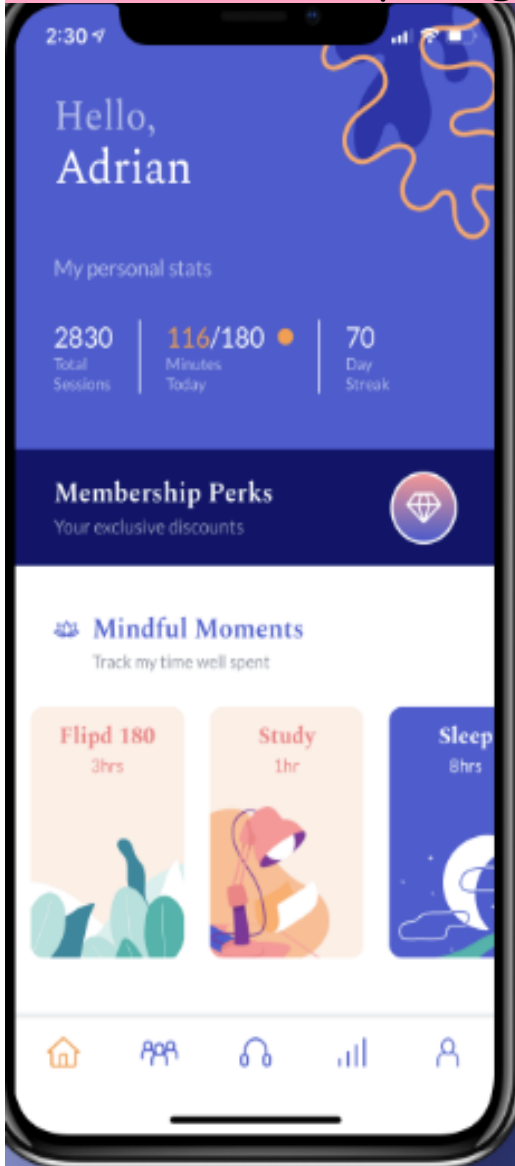 2:30
Hello,
Adrian
My personal stats
2830
Total
Sessions
116/180
Minutes
Today
70
Day
Streak
Membership Perks
Your exclusive discounts
Mindful Moments
Track my time well spent
Flipd 180
3hrs
Study
1hr
Sleep
8hrs